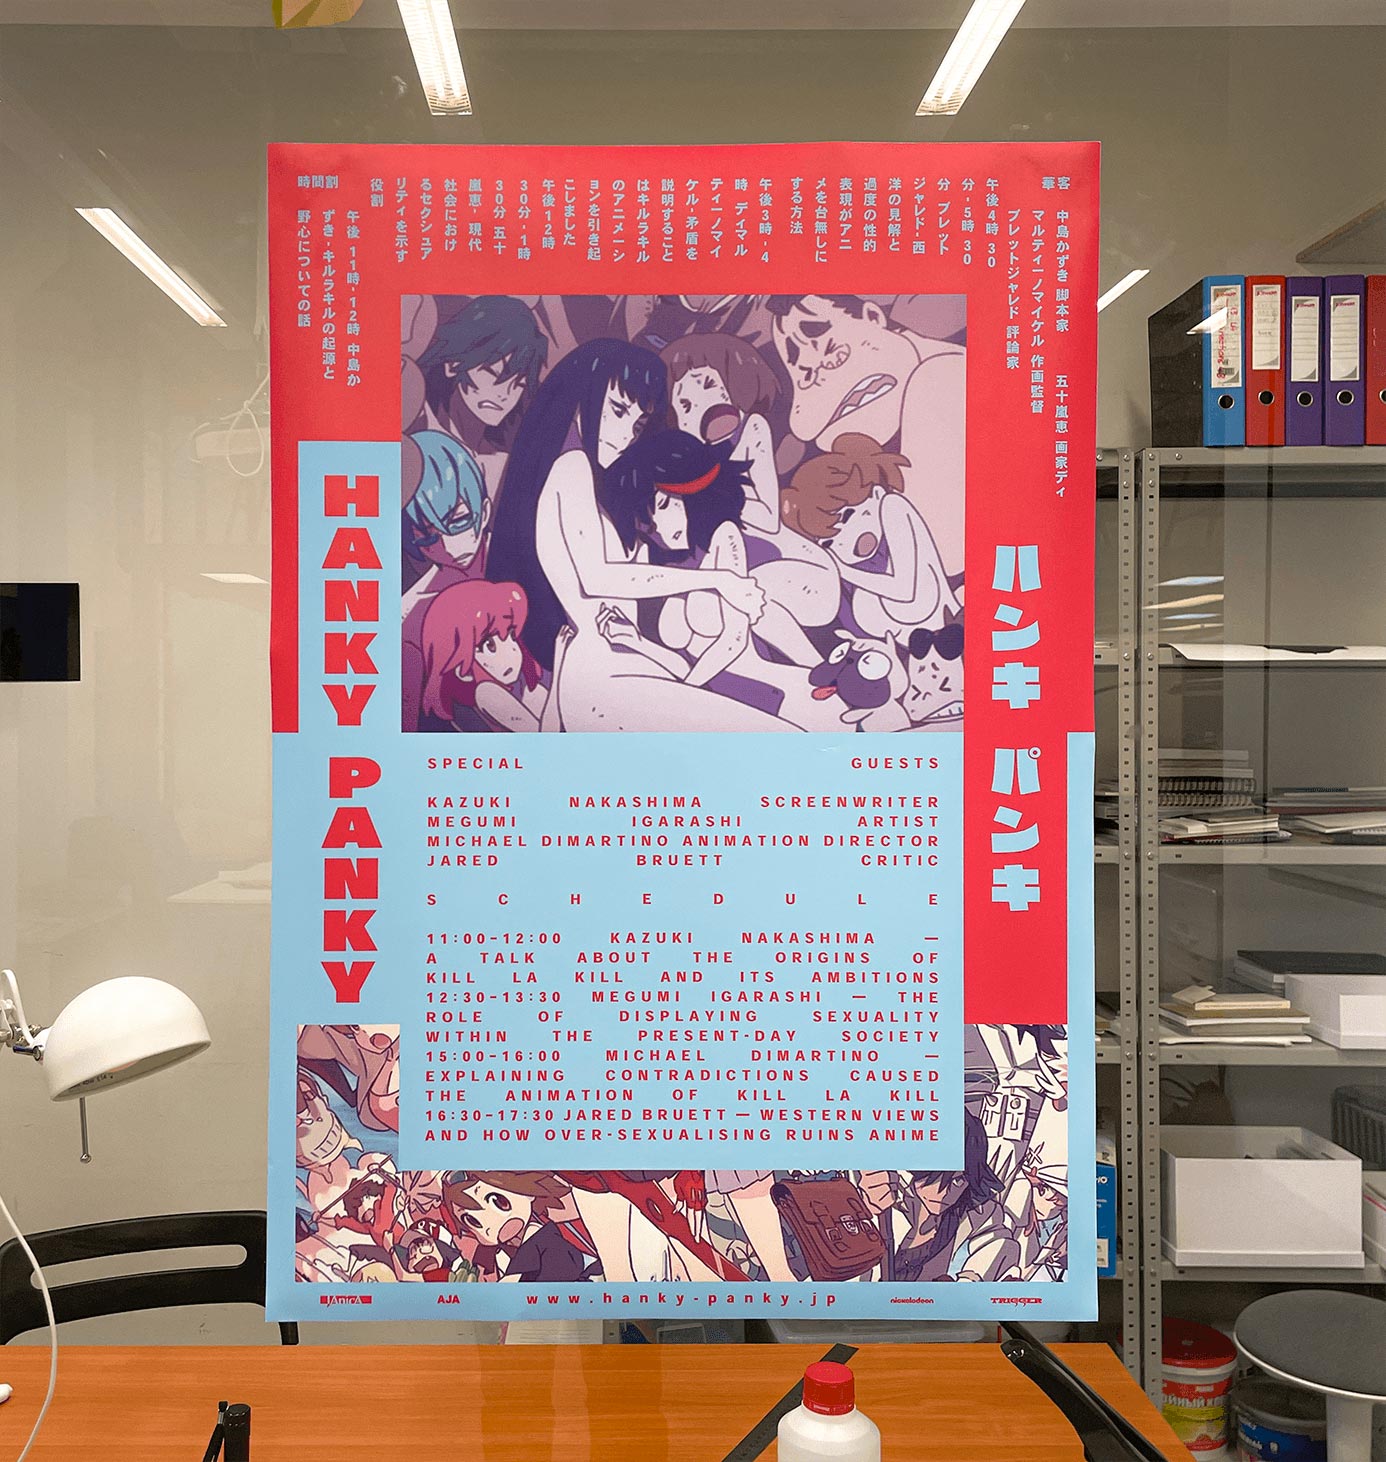 時間割
午後 11時-12時 中島か
ずき-キルラキルの起源と
野心についての話
役割
リティを示す
るセクシュア
社会におけ
嵐恵- 現代
30分 五十
30分-1時
午後12時
こしました
ョンを引き起
のアニメーシ
はキルラキル
説明すること
ケル-矛盾を
ティーノマイ
時 ディマル
午後3時-4
する方法
メを台無しに
表現がアニ
過度の性的
洋の見解と
ジャレド-西
分 ブレット
分-5時 30
午後4時 30
華客
中島かずき 脚本家 五十嵐恵 画家ディ
マルティーノマイケル 作画監督
ブレットジャレド 評論家
HANKY PANKY
ハンキ パンキ
SPECIAL GUESTS
KAZUKI NAKASHIMA SCREENWRITER
MEGUMI IGARASHI ARTIST
MICHAEL DIMARTINO ANIMATION DIRECTOR
JARED BRUETT CRITIC
SCHEDULE
11:00-12:00 KAZUKI NAKASHIMA —
A TALK ABOUT THE ORIGINS OF
KILL LA KILL AND ITS AMBITIONS
12:30-13:30 MEGUMI IGARASHI — THE
ROLE OF DISPLAYING SEXUALITY
WITHIN THE PRESENT-DAY SOCIETY
15:00-16:00 MICHAEL DIMARTINO —
EXPLAINING CONTRADICTIONS CAUSED
THE ANIMATION OF KILL LA KILL
16:30-17:30 JARED BRUETT — WESTERN VIEWS
AND HOW OVER-SEXUALISING RUINS ANIME
JAniCA
AJA
www.hanky-panky.jp
nickelodeon
TRIGGER